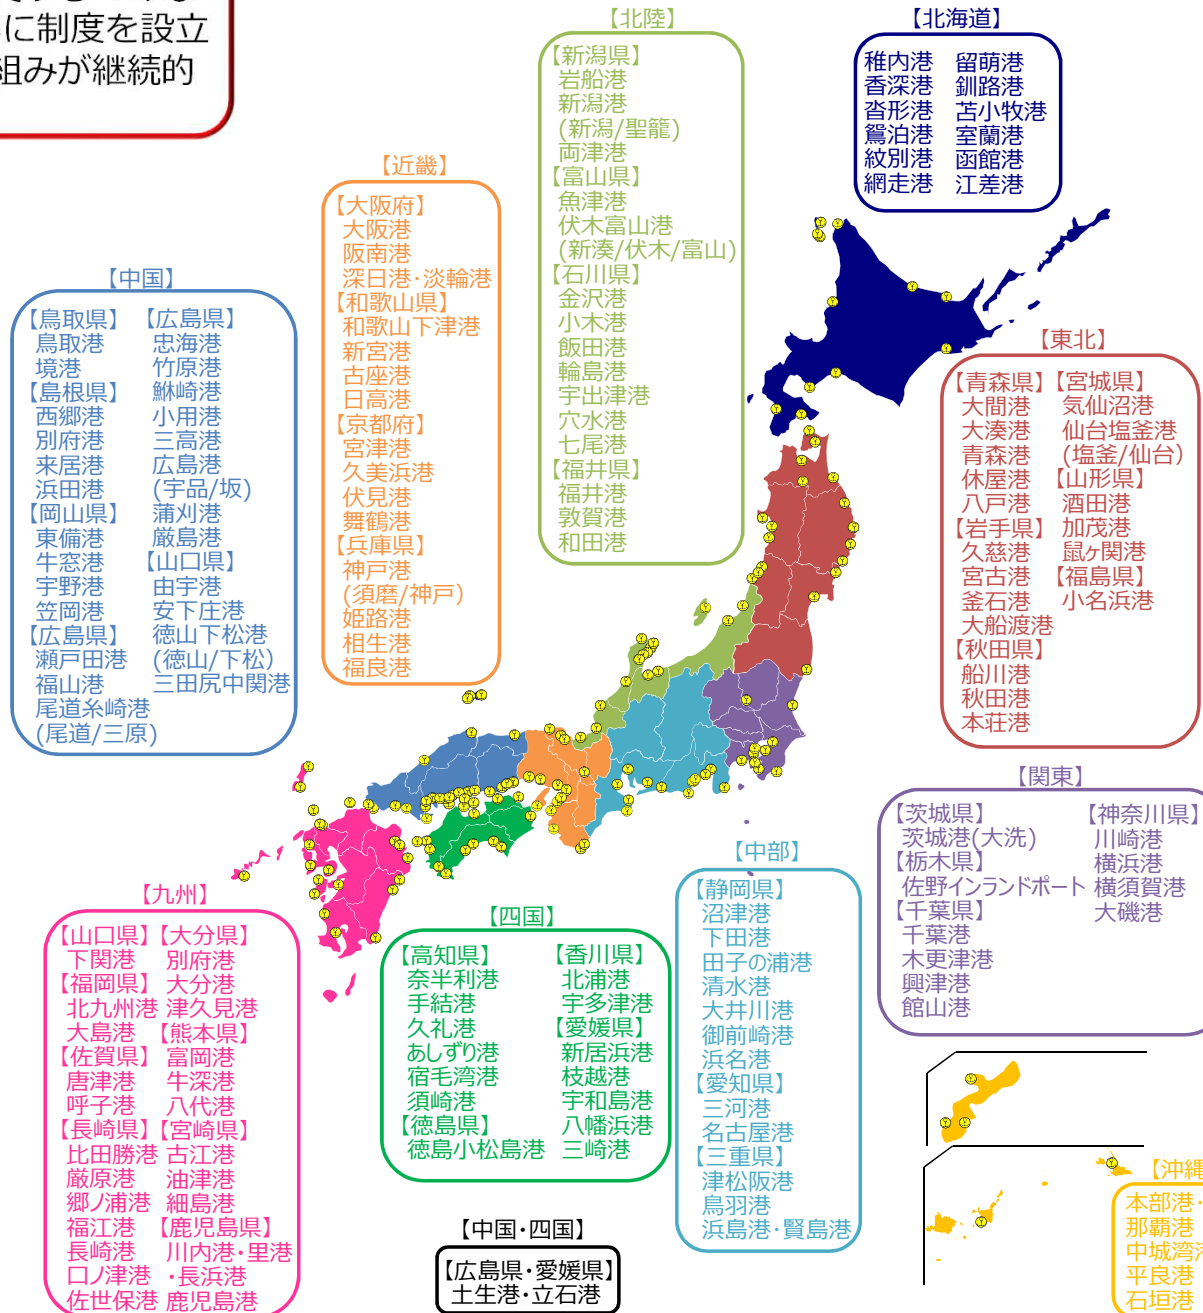 に制度を設立
組みが継続的
【北海道】
稚内港 留萌港
香深港 釧路港
沓形港 苫小牧港
鴛泊港 室蘭港
紋別港 函館港
網走港 江差港
【北陸】
【新潟県】
岩船港
新潟港
(新潟/聖籠)
両津港
【富山県】
魚津港
伏木富山港
(新湊/伏木/富山)
【石川県】
金沢港
小木港
飯田港
輪島港
宇出津港
穴水港
七尾港
【福井県】
福井港
敦賀港
和田港
【近畿】
【大阪府】
大阪港
阪南港
深日港・淡輪港
【和歌山県】
和歌山下津港
新宮港
古座港
日高港
【京都府】
宮津港
久美浜港
伏見港
舞鶴港
【兵庫県】
神戸港
(須磨/神戸)
姫路港
相生港
福良港
【中国】
【鳥取県】
鳥取港
境港
【島根県】
西郷港
別府港
来居港
浜田港
【岡山県】
東備港
牛窓港
宇野港
笠岡港
【広島県】
瀬戸田港
福山港
尾道糸崎港
(尾道/三原)
【広島県】
忠海港
竹原港
鮴崎港
小用港
三高港
広島港
(宇品/坂)
蒲刈港
厳島港
【山口県】
由宇港
安下庄港
徳山下松港
(徳山/下松)
三田尻中関港
【東北】
【青森県】
大間港
大湊港
青森港
休屋港
八戸港
【岩手県】
久慈港
宮古港
釜石港
大船渡港
【秋田県】
船川港
秋田港
本荘港
【宮城県】
気仙沼港
仙台塩釜港
(塩釜/仙台)
【山形県】
酒田港
加茂港
鼠ヶ関港
【福島県】
小名浜港
【関東】
【茨城県】
茨城港(大洗)
【栃木県】
佐野インランドポート
【千葉県】
千葉港
木更津港
興津港
館山港
【神奈川県】
川崎港
横浜港
横須賀港
大磯港
【中部】
【静岡県】
沼津港
下田港
田子の浦港
清水港
大井川港
御前崎港
浜名港
【愛知県】
三河港
名古屋港
【三重県】
津松阪港
鳥羽港
浜島港・賢島港
【四国】
【高知県】
奈半利港
手結港
久礼港
あしずり港
宿毛湾港
須崎港
【徳島県】
徳島小松島港
【香川県】
北浦港
宇多津港
【愛媛県】
新居浜港
枝越港
宇和島港
八幡浜港
三崎港
【九州】
【山口県】
下関港
【福岡県】
北九州港
大島港
【佐賀県】
唐津港
呼子港
【長崎県】
比田勝港
厳原港
郷ノ浦港
福江港
長崎港
口ノ津港
佐世保港
【大分県】
別府港
大分港
津久見港
【熊本県】
富岡港
牛深港
八代港
【宮崎県】
古江港
油津港
細島港
【鹿児島県】
川内港・里港
・長浜港
鹿児島港
【中国・四国】
【広島県・愛媛県】
土生港・立石港
【沖縄
本部港・
那覇港
中城湾
平良港
石垣港